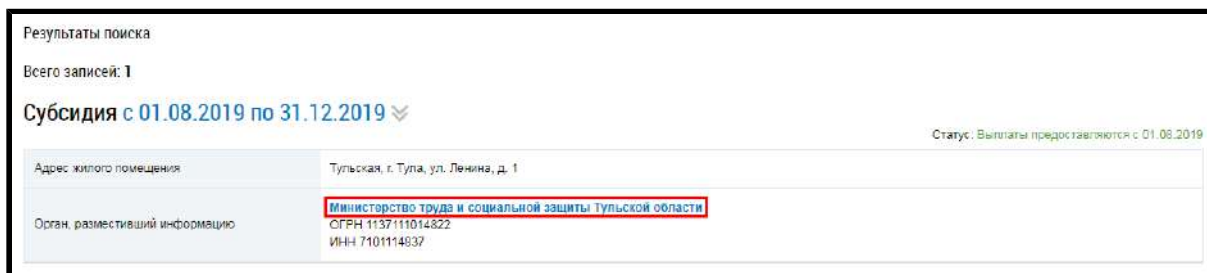 Результаты поиска
Всего записей: 1
Субсидия с 01.08.2019 по 31.12.2019
Статус: Выплаты предоставляются с 01.08.2019
Адрес жилого помещения
Тульская, г. Тула, ул. Ленина, д. 1
Орган, разместивший информацию
Министерство труда и социальной защиты Тульской области
ОГРН 1137111014822
ИНН 7101114837